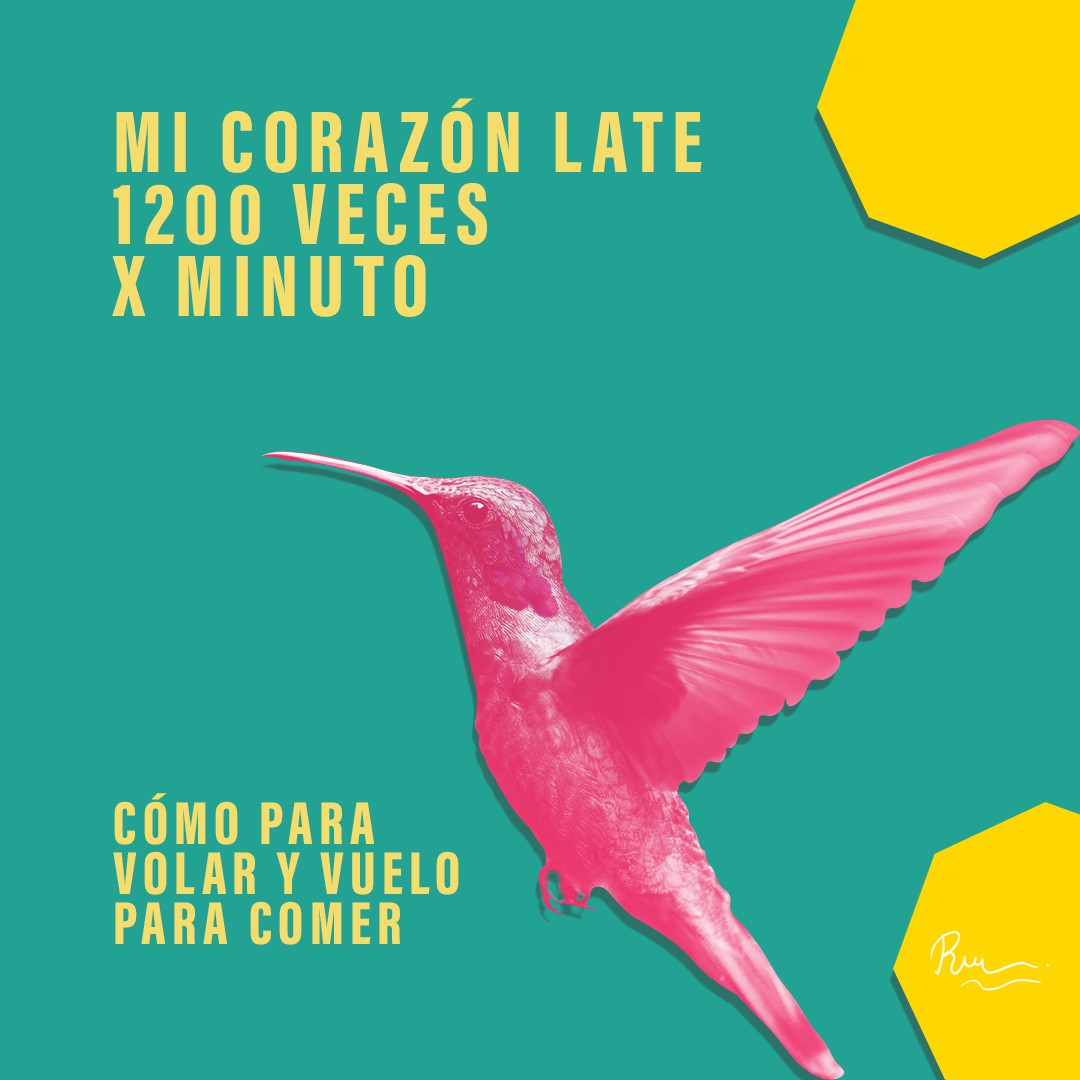 MI CORAZÓN LATE
1200 VECES
X MINUTO
CÓMO PARA
VOLAR Y VUELO
PARA COMER